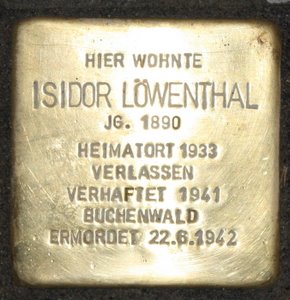 HIER WOHNTE
ISIDOR LÖWENTHAL
JG. 1890
HEIMATORT 1933
VERLASSEN
VERHAFTET 1941
BUCHENWALD
ERMORDET 22.6.1942